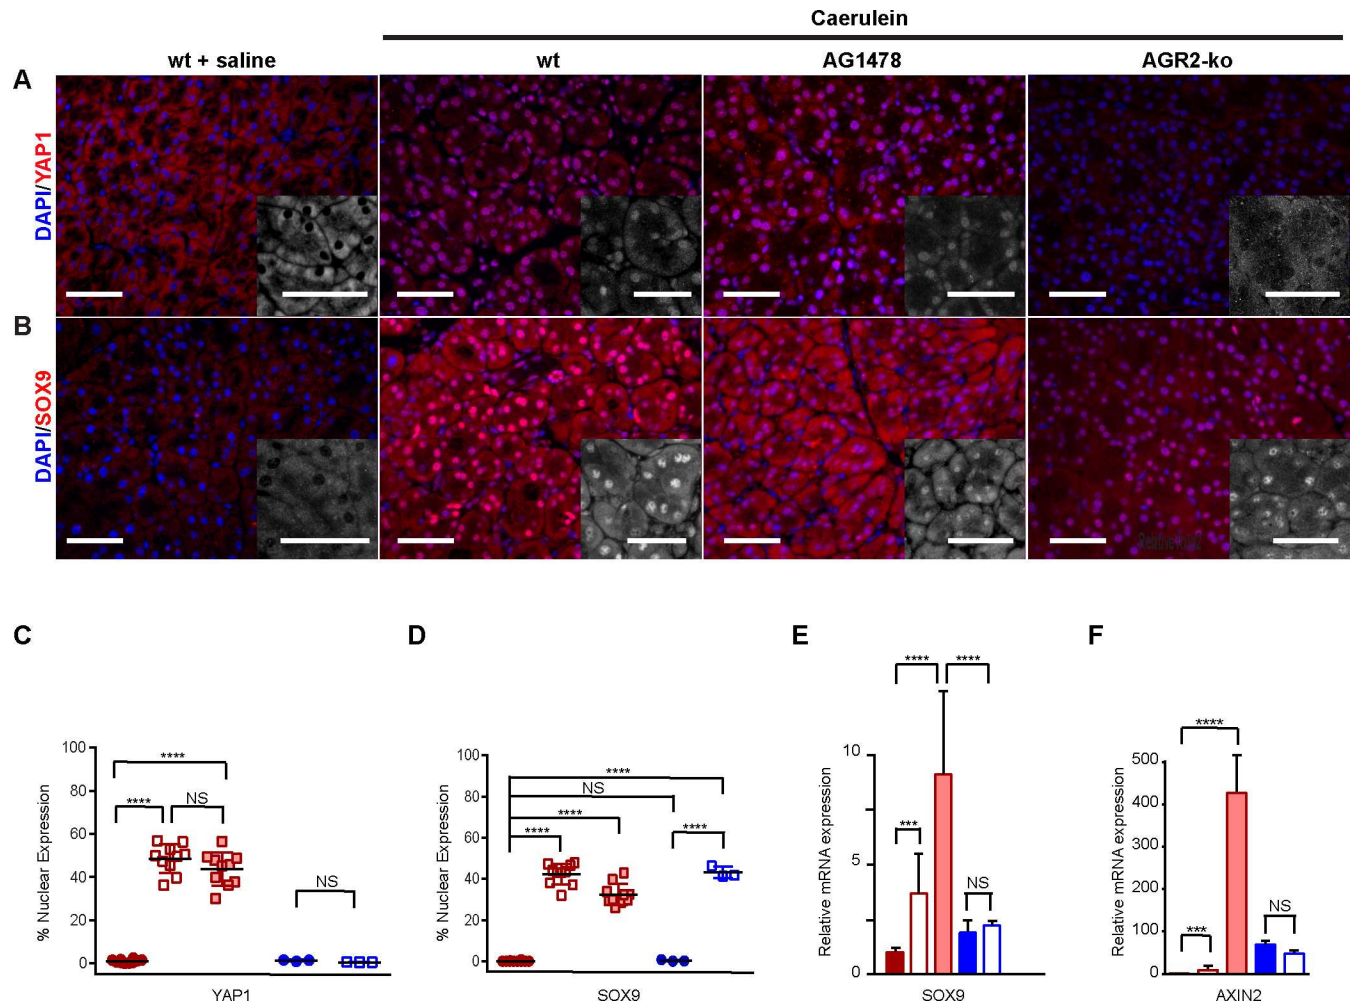 Caerulein
wt + saline
wt
AG1478
AGR2-ko
A
DAPI/YAP1
B
DAPI/SOX9
C
% Nuclear Expression
100
80
60
40
20
0
****
****
NS
NS
YAP1
D
% Nuclear Expression
100
80
60
40
20
0
****
NS
****
****
****
SOX9
E
Relative mRNA expression
10
5
0
****
****
***
NS
SOX9
F
Relative mRNA expression
500
400
300
200
100
0
****
***
NS
AXIN2